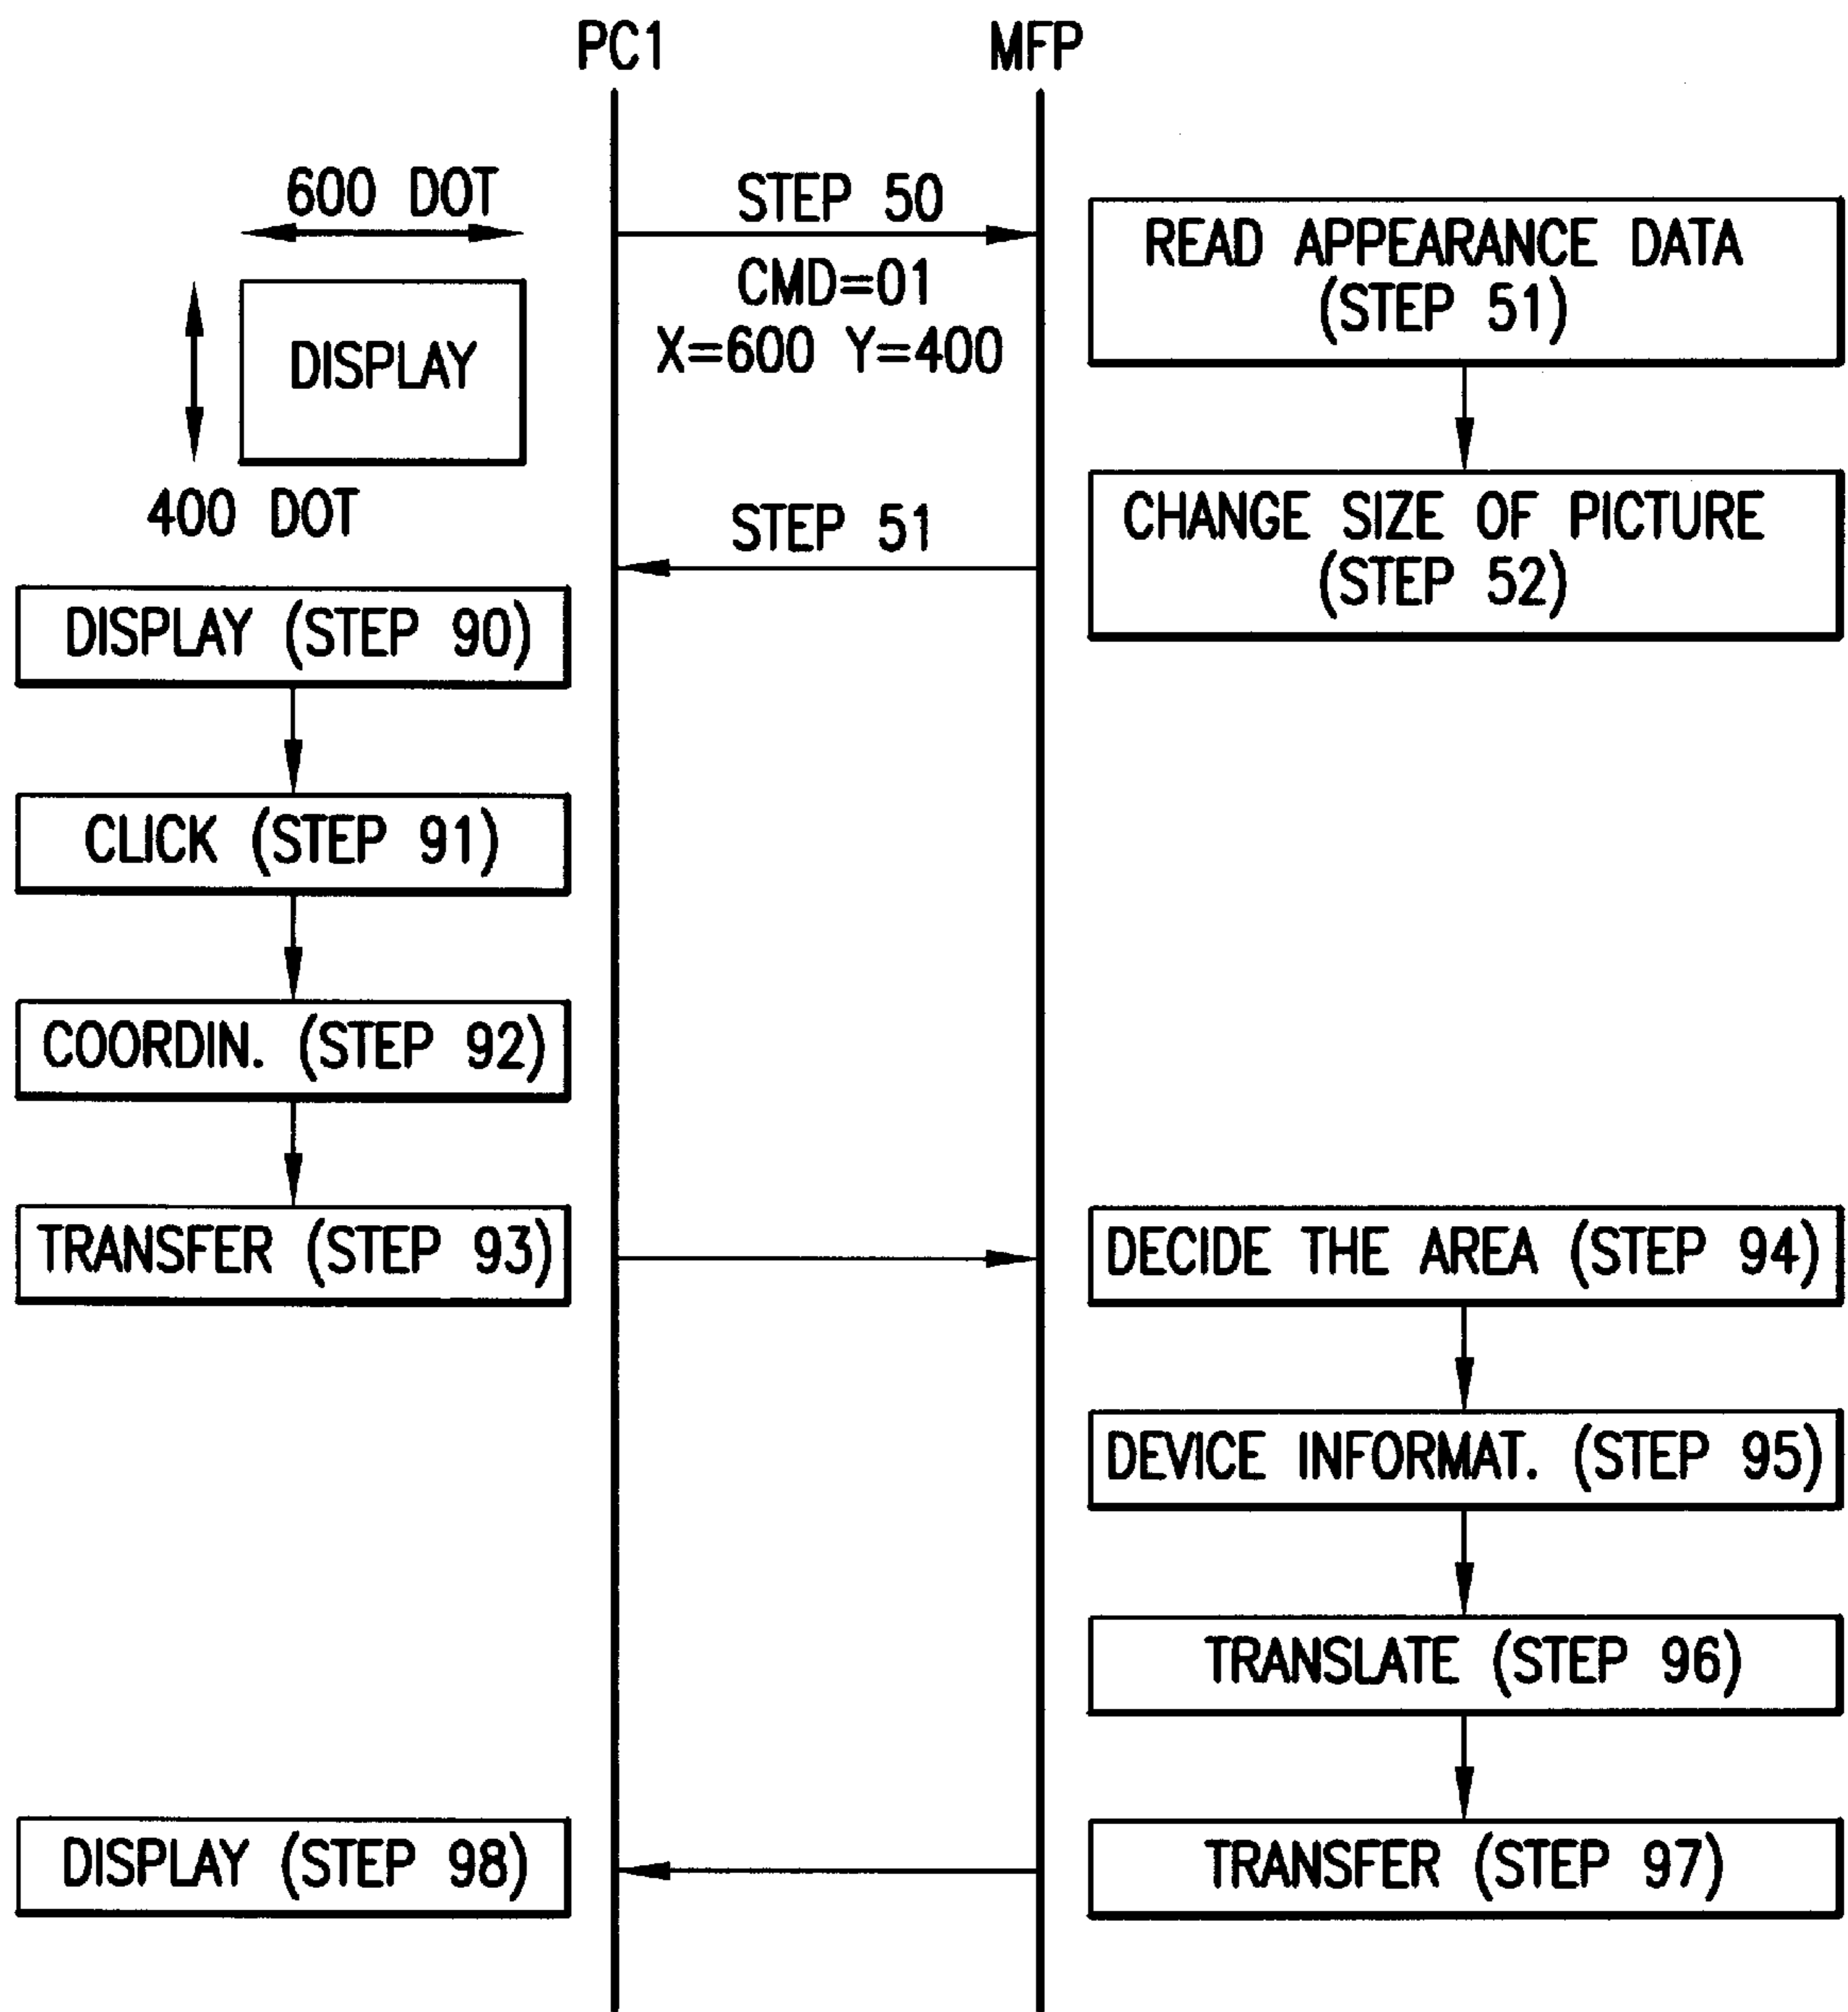 PC1
MFP
600 DOT
STEP 50
READ APPEARANCE DATA
(STEP 51)
CMD=01
X=600 Y=400
DISPLAY
400 DOT
STEP 51
CHANGE SIZE OF PICTURE
(STEP 52)
DISPLAY (STEP 90)
CLICK (STEP 91)
COORDIN. (STEP 92)
TRANSFER (STEP 93)
DECIDE THE AREA (STEP 94)
DEVICE INFORMAT. (STEP 95)
TRANSLATE (STEP 96)
DISPLAY (STEP 98)
TRANSFER (STEP 97)